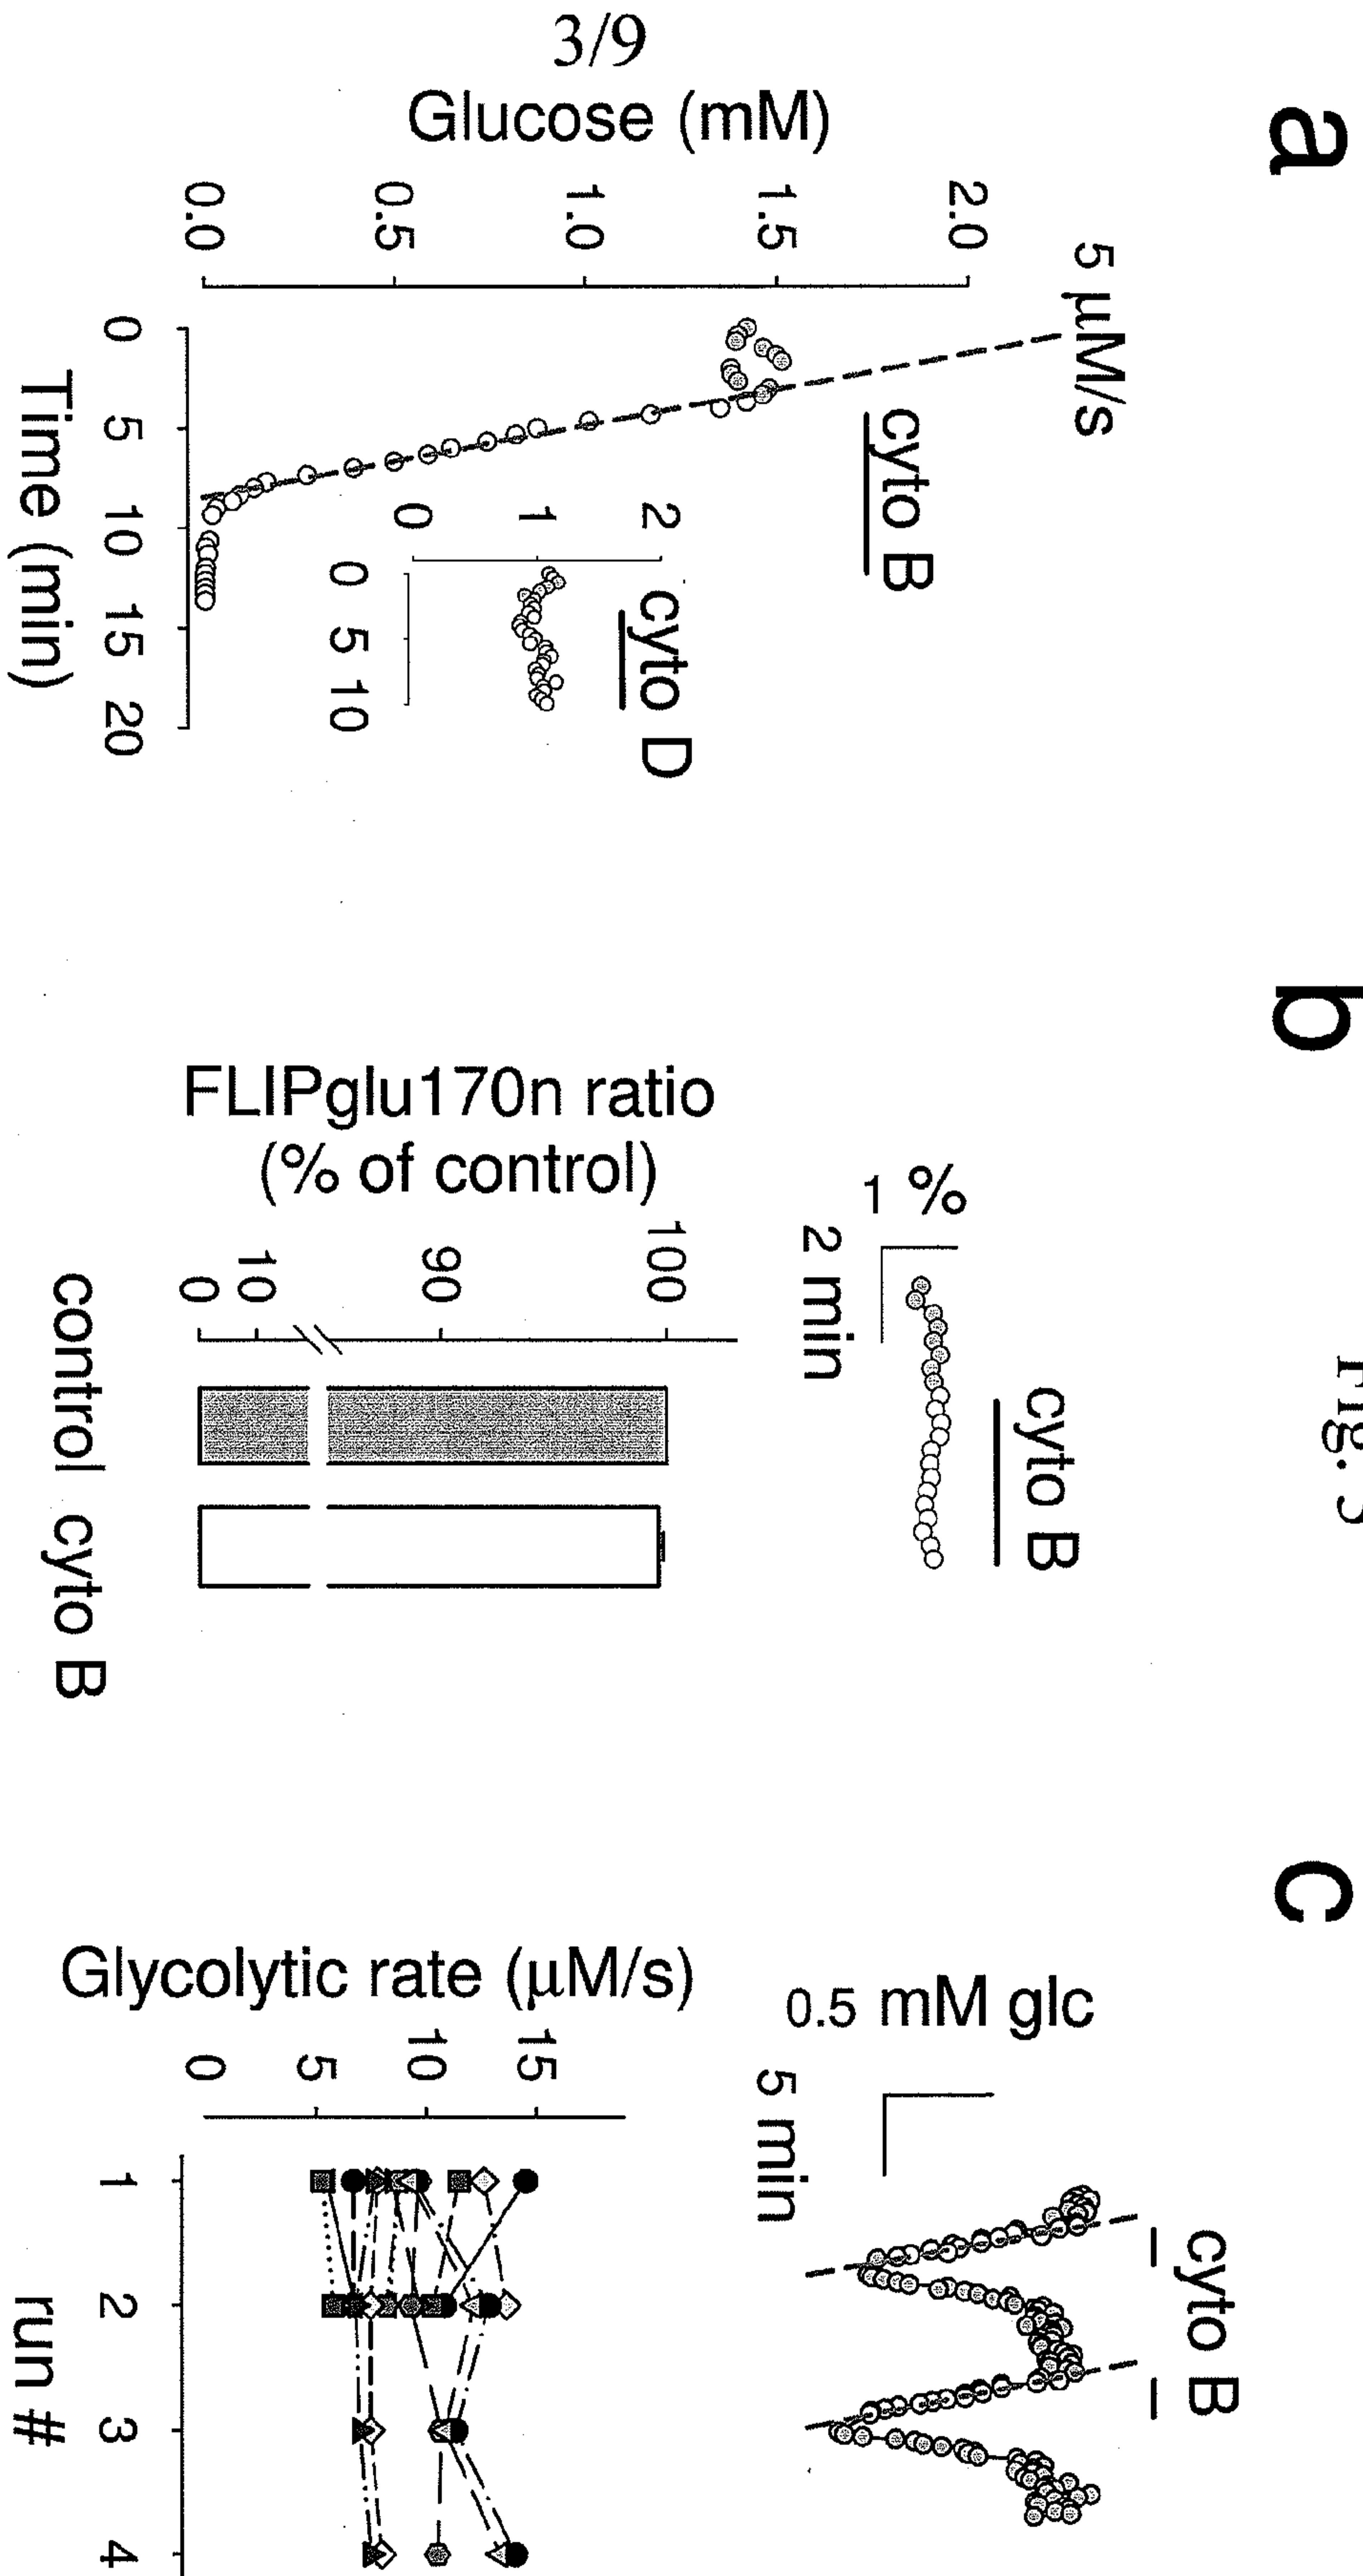 3/9
Fig. 3
a
Glucose (mM)
2.0
1.5
1.0
0.5
0.0
5 µM/s
cyto B
0 5 10 15 20
Time (min)
cyto D
2
1
0
0 5 10
b
1 %
2 min
cyto B
FLIPglu170n ratio
(% of control)
100
90
10
0
control cyto B
c
0.5 mM glc
5 min
cyto B
Glycolytic rate (µM/s)
15
10
5
0
1 2 3 4
run #